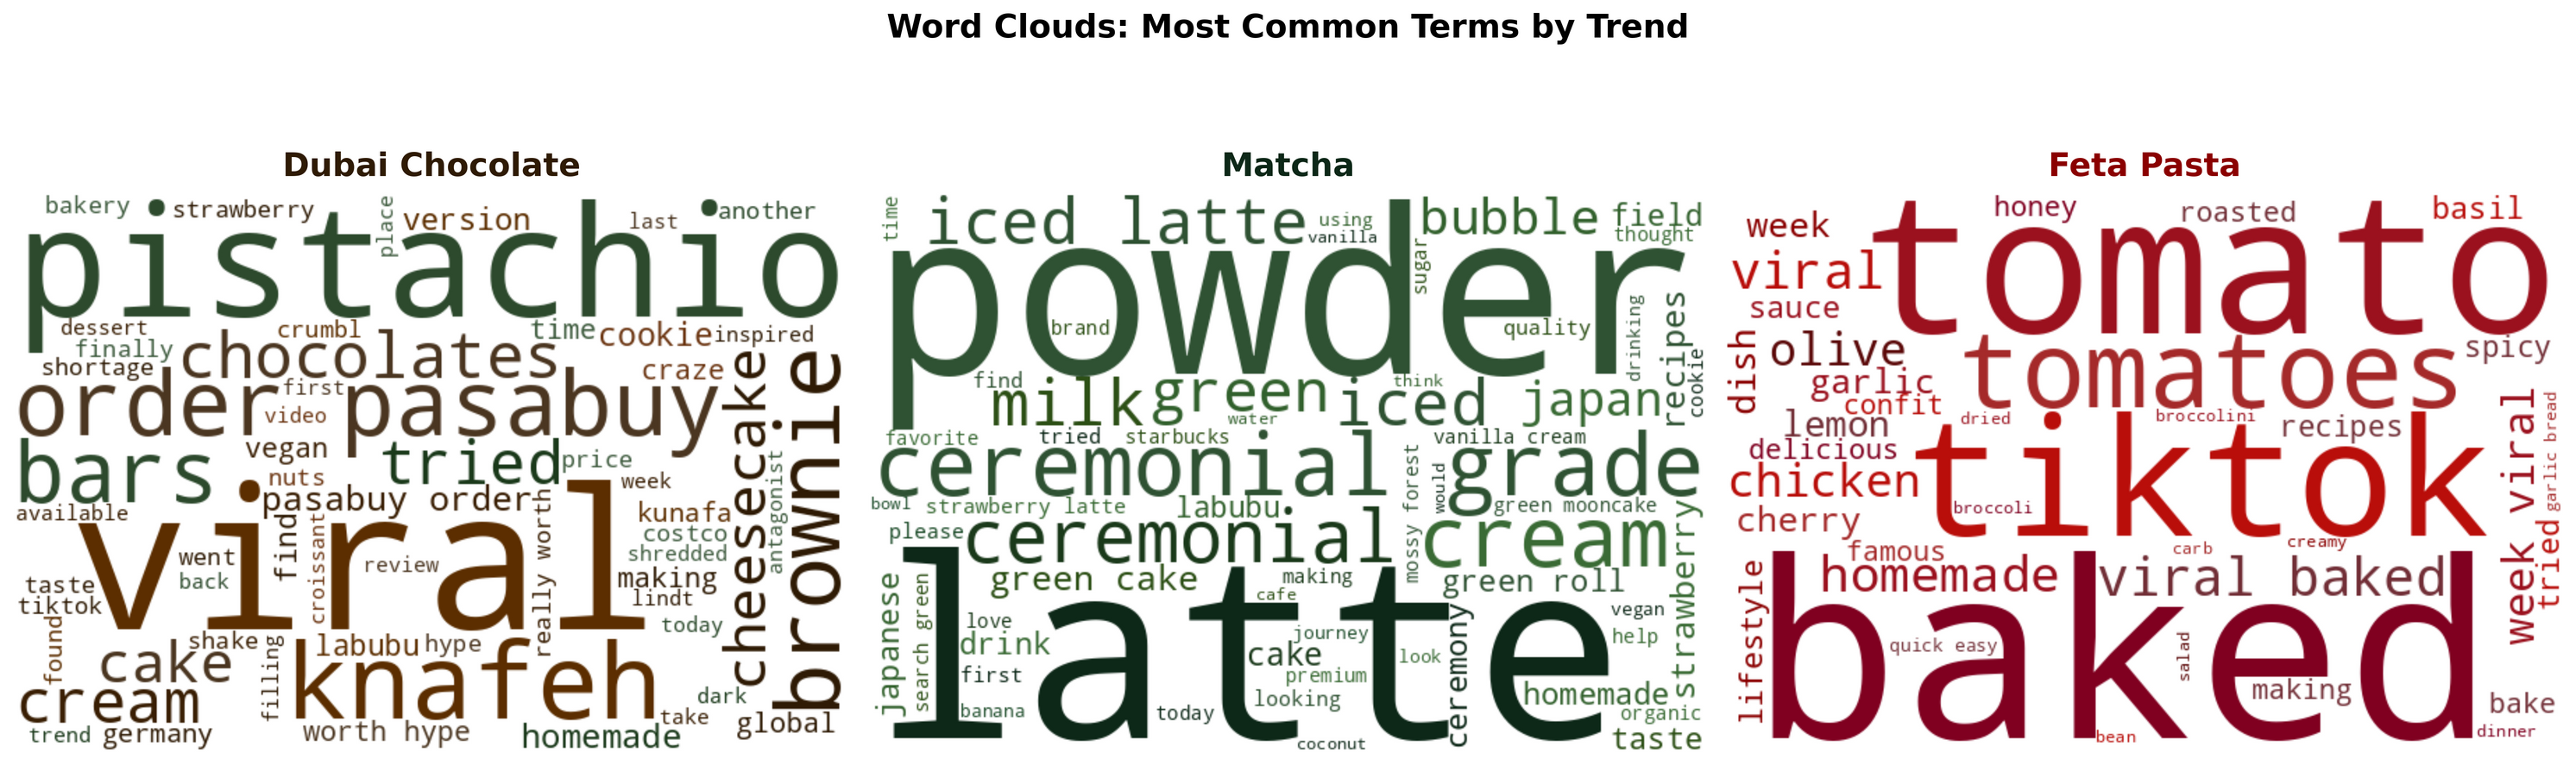 Word Clouds: Most Common Terms by Trend
Dubai Chocolate
bakery
strawberry
place
version
last
another
pistachio
dessert
crumbl
time
cookie
inspired
finally
chocolates
shortage
craze
order
first
pasabuy
video
cheesecake
brownie
bars
vegan
tried
price
nuts
week
pasabuy order
available
viral
find
croissant
kunafa
costco
antagonist
went
review
really worth
shredded
back
making
taste
lindt
tiktok
today
found
shake
labubu
hype
cake
filling
knafeh
cream
dark
take
global
trend
germany
worth hype
homemade
Matcha
time
iced latte
using
vanilla
bubble
field
thought
powder
sugar
brand
quality
drinking
recipes
cookie
find
milk
green
iced
think
japan
water
favorite
tried
starbucks
vanilla cream
ceremonial
mossy forest
would
grade
bowl
strawberry latte
labubu
green mooncake
please
ceremonial
cream
strawberry
japanese
search green
green cake
making
green roll
latte
cafe
love
journey
vegan
drink
help
cake
look
ceremony
first
premium
looking
homemade
banana
today
organic
coconut
taste
Feta Pasta
honey
roasted
basil
week
tomato
viral
sauce
dish
olive
tomatoes
spicy
garlic
confit
dried
broccolini
lemon
recipes
delicious
tiktok
week viral
garlic bread
chicken
broccoli
cherry
tried
famous
carb
creamy
homemade
viral baked
lifestyle
baked
quick easy
salad
making
bake
bean
dinner